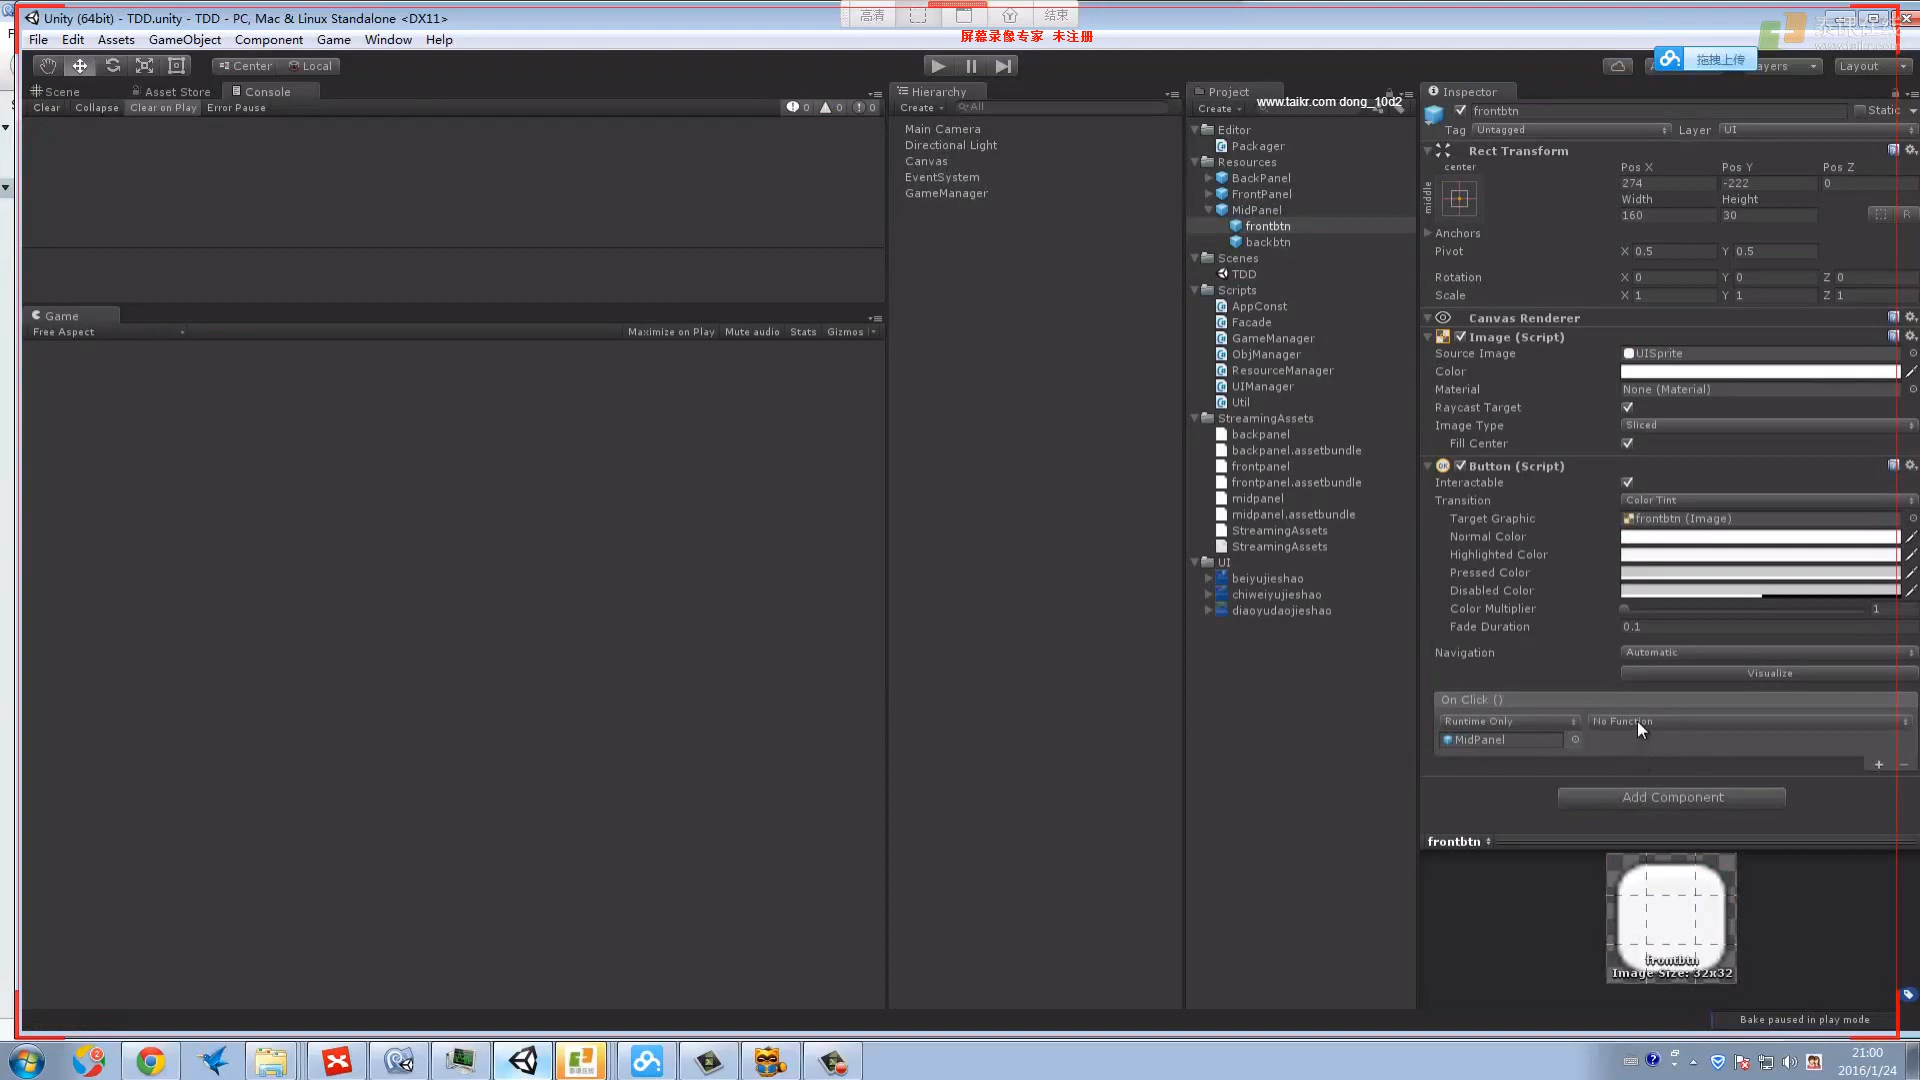 Unity (64bit) - TDD.unity - TDD - PC, Mac & Linux Standalone <DX11>
高清
结束
屏幕录像专家 未注册
File Edit Assets GameObject Component Game Window Help
拖拽上传
Center Local
Layout
Scene Asset Store Console
Clear Collapse Clear on Play Error Pause 0 0 0
Game
Free Aspect Maximize on Play Mute audio Stats Gizmos
Hierarchy
Create All
Main Camera
Directional Light
Canvas
EventSystem
GameManager
Project
Create
www.taikr.com dong_10d2
Editor
Packager
Resources
BackPanel
FrontPanel
MidPanel
frontbtn
backbtn
Scenes
TDD
Scripts
AppConst
Facade
GameManager
ObjManager
ResourceManager
UIManager
Util
StreamingAssets
backpanel
backpanel.assetbundle
frontpanel
frontpanel.assetbundle
midpanel
midpanel.assetbundle
StreamingAssets
StreamingAssets
UI
beiyujieshao
chiweiyujieshao
diaoyudaojieshao
Inspector
frontbtn Static
Tag Untagged Layer UI
Rect Transform
center Pos X Pos Y Pos Z
middle 274 -222 0
Width Height
160 30 R
Anchors
Pivot X 0.5 Y 0.5
Rotation X 0 Y 0 Z 0
Scale X 1 Y 1 Z 1
Canvas Renderer
Image (Script)
Source Image UISprite
Color
Material None (Material)
Raycast Target
Image Type Sliced
Fill Center
Button (Script)
Interactable
Transition Color Tint
Target Graphic frontbtn (Image)
Normal Color
Highlighted Color
Pressed Color
Disabled Color
Color Multiplier 1
Fade Duration 0.1
Navigation Automatic
Visualize
On Click ()
Runtime Only No Function
MidPanel
Add Component
frontbtn
frontbtn
Image Size: 32x32
Bake paused in play mode
21:00
2016/1/24